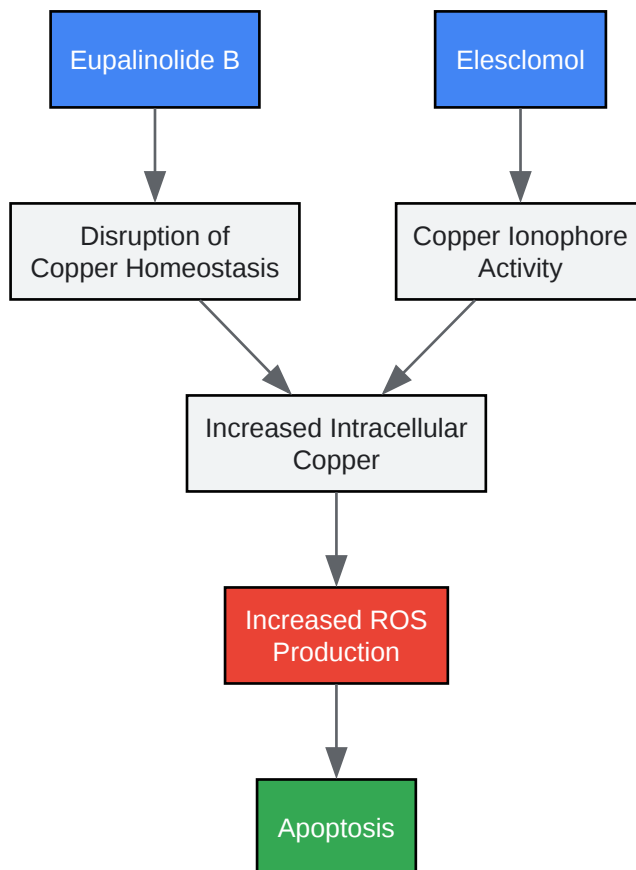 Eupalinolide B
Elesclomol
Disruption of
Copper Homeostasis
Copper Ionophore
Activity
Increased Intracellular
Copper
Increased ROS
Production
Apoptosis